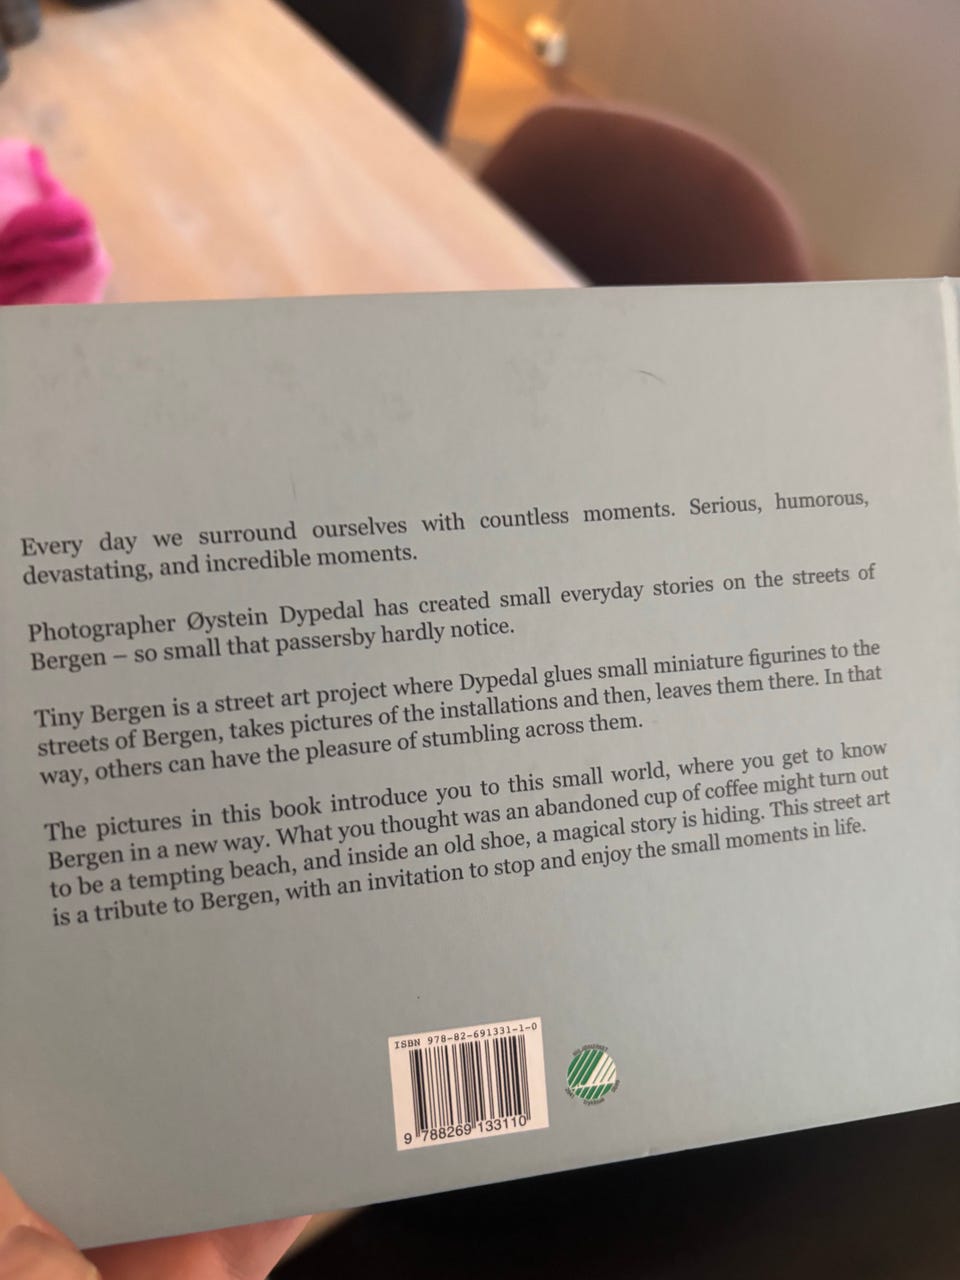 Every day we surround ourselves with countless moments. Serious, humorous,
devastating, and incredible moments.
Photographer Øystein Dypedal has created small everyday stories on the streets of
Bergen – so small that passersby hardly notice.
Tiny Bergen is a street art project where Dypedal glues small miniature figurines to the
streets of Bergen, takes pictures of the installations and then, leaves them there. In that
way, others can have the pleasure of stumbling across them.
The pictures in this book introduce you to this small world, where you get to know
Bergen in a new way. What you thought was an abandoned cup of coffee might turn out
to be a tempting beach, and inside an old shoe, a magical story is hiding. This street art
is a tribute to Bergen, with an invitation to stop and enjoy the small moments in life.
ISBN 978-82-691331-1-0
9 788269 133110